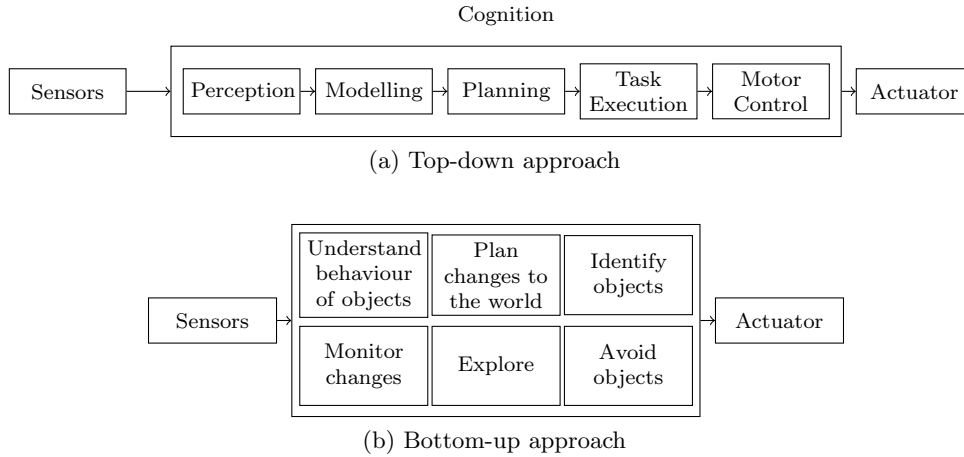 Cognition
Sensors
Perception
Modelling
Planning
Task
Execution
Motor
Control
Actuator
(a) Top-down approach
Sensors
Understand
behaviour
of objects
Plan
changes to
the world
Identify
objects
Monitor
changes
Explore
Avoid
objects
Actuator
(b) Bottom-up approach